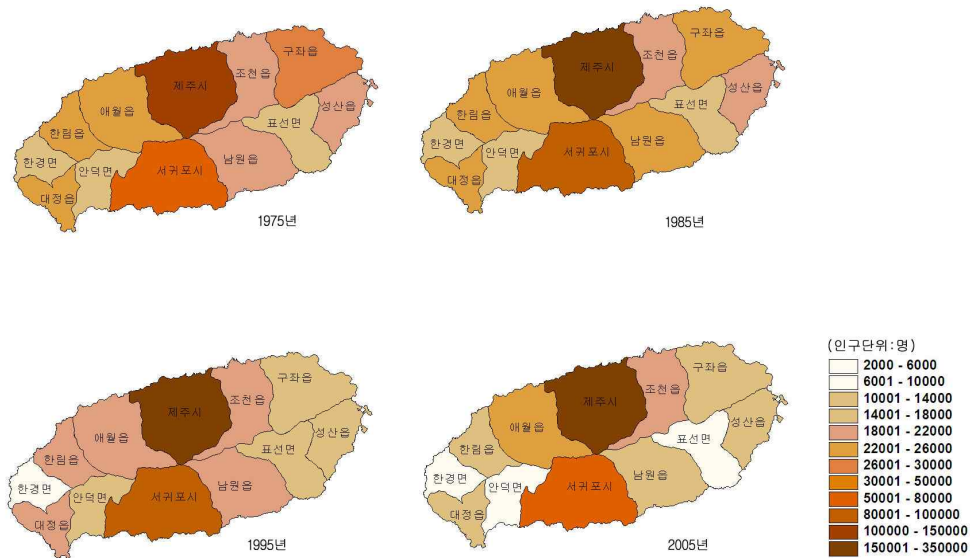 구좌읍
조천읍
제주시
애월읍
성산읍
표선면
한림읍
한경면
안덕면
서귀포시
남원읍
대정읍
1975년
구좌읍
조천읍
제주시
애월읍
성산읍
표선면
한림읍
한경면
안덕면
서귀포시
남원읍
대정읍
1985년
구좌읍
조천읍
제주시
애월읍
성산읍
표선면
한림읍
한경면
안덕면
서귀포시
남원읍
대정읍
1995년
구좌읍
조천읍
제주시
애월읍
성산읍
표선면
한림읍
한경면
안덕면
서귀포시
남원읍
대정읍
2005년
(인구단위:명)
2000 - 6000
6001 - 10000
10001 - 14000
14001 - 18000
18001 - 22000
22001 - 26000
26001 - 30000
30001 - 50000
50001 - 80000
80001 - 100000
100000 - 150000
150001 - 350000